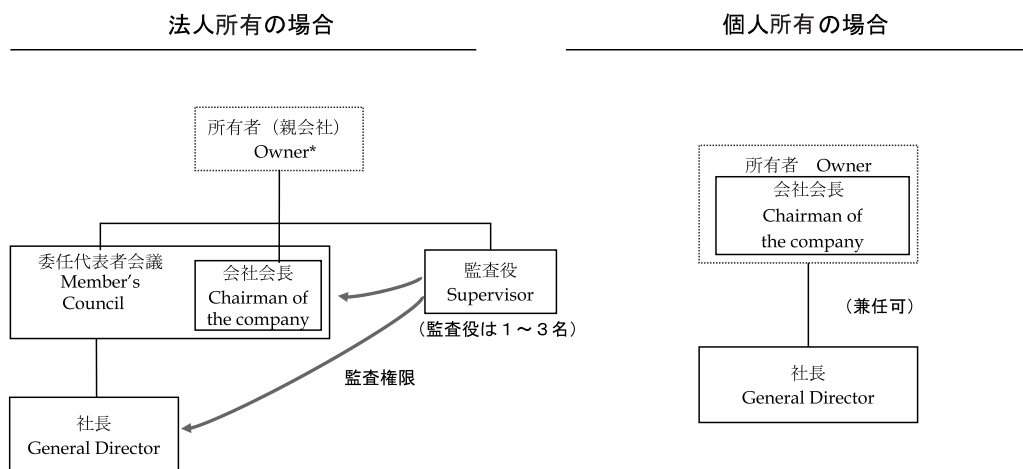 法人所有の場合
所有者（親会社）
Owner*
委任代表者会議
Member’s
Council
会社会長
Chairman of
the company
監査役
Supervisor
（監査役は１～３名）
監査権限
社長
General Director
個人所有の場合
所有者　Owner
会社会長
Chairman of
the company
（兼任可）
社長
General Director